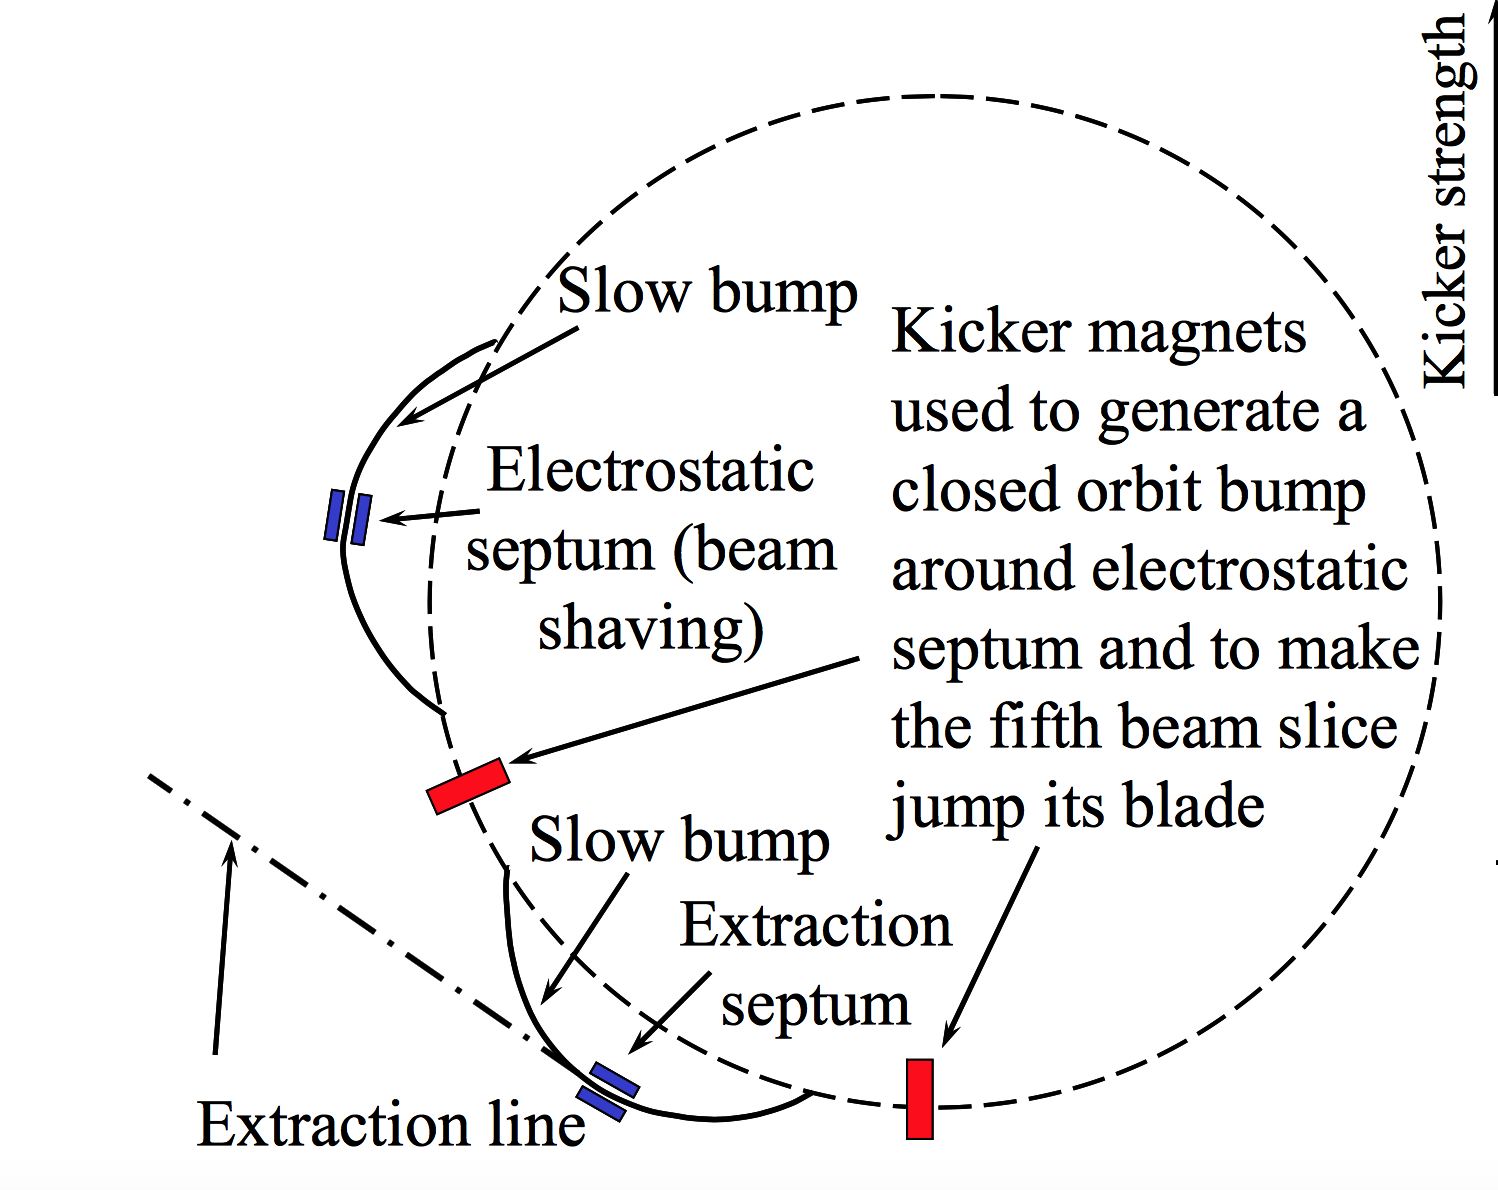 Kicker strength
Slow bump
Kicker magnets
used to generate a
closed orbit bump
around electrostatic
septum and to make
the fifth beam slice
jump its blade
Electrostatic
septum (beam
shaving)
Slow bump
Extraction
septum
Extraction line